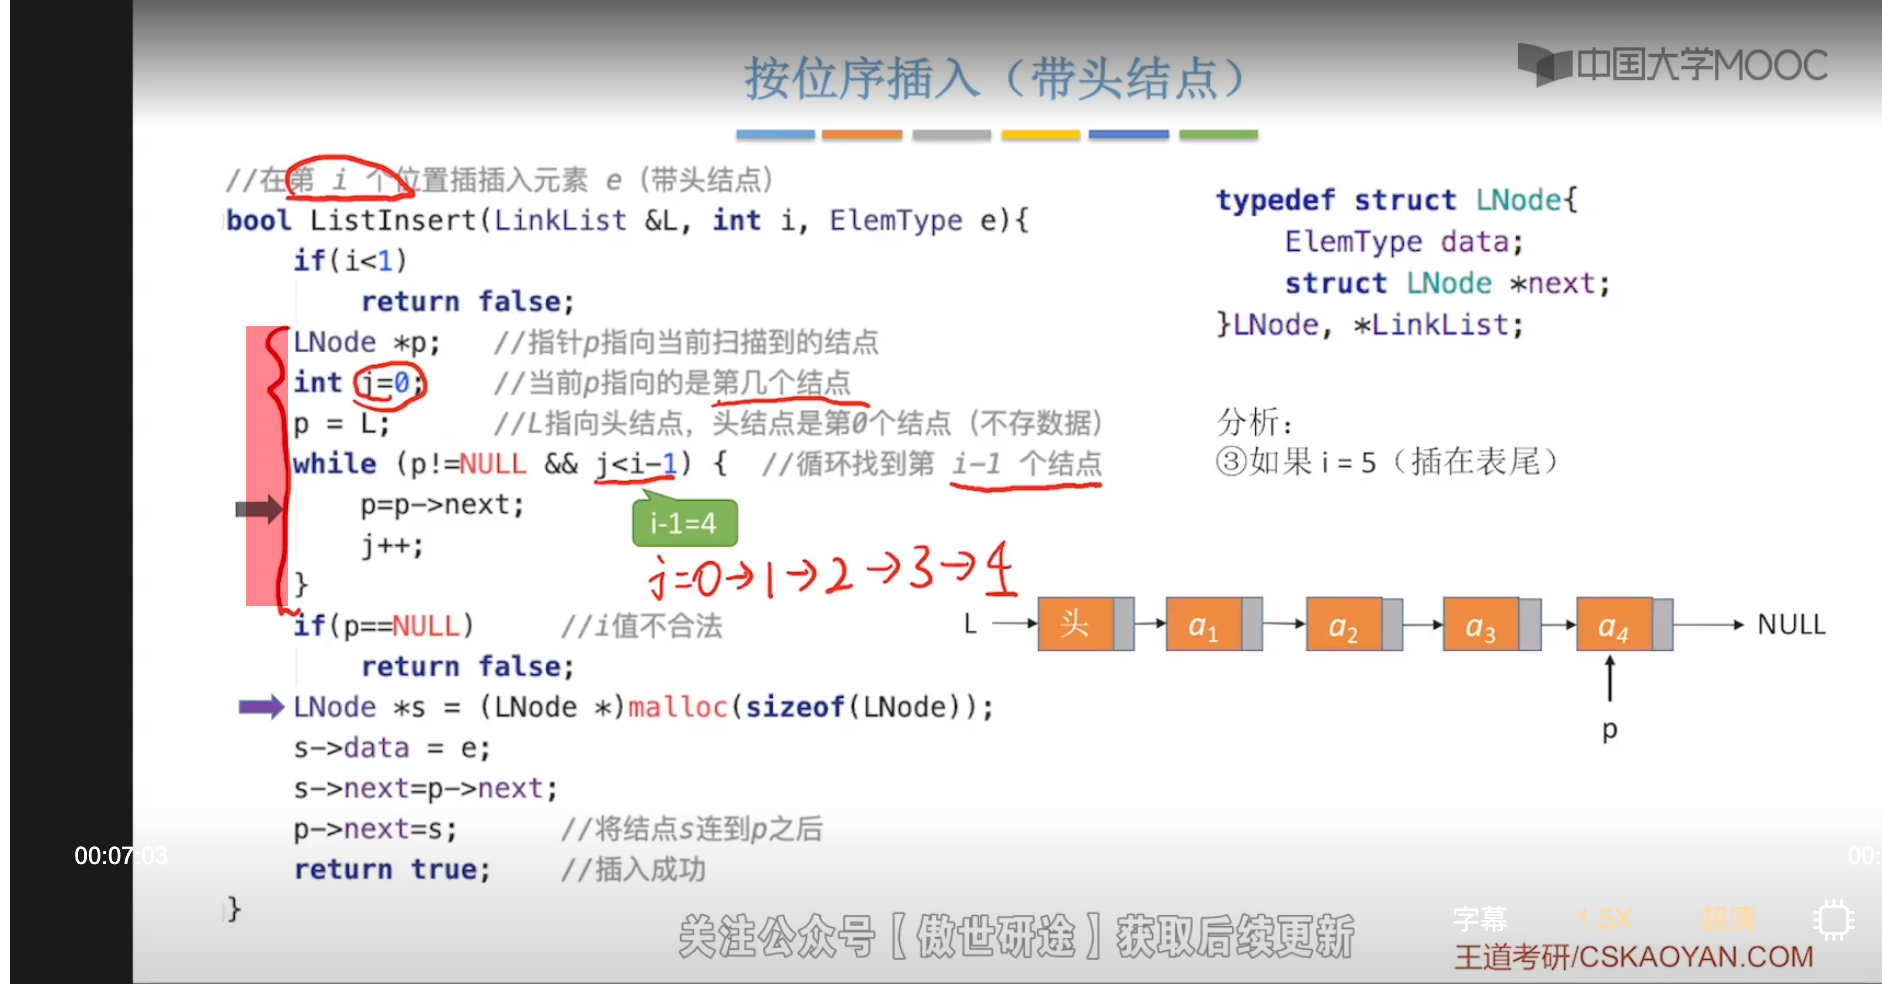 按位序插入（带头结点）
中国大学MOOC
//在第 i 个位置插插入元素 e（带头结点）
bool ListInsert(LinkList &L, int i, ElemType e){
if(i<1)
return false;
LNode *p; //指针p指向当前扫描到的结点
int j=0; //当前p指向的是第几个结点
p = L; //L指向头结点，头结点是第0个结点（不存数据）
while (p!=NULL && j<i-1) { //循环找到第 i-1 个结点
p=p->next;
j++;
}
i-1=4
j=0→1→2→3→4
if(p==NULL) //i值不合法
return false;
LNode *s = (LNode *)malloc(sizeof(LNode));
s->data = e;
s->next=p->next;
p->next=s; //将结点s连到p之后
return true; //插入成功
}
typedef struct LNode{
ElemType data;
struct LNode *next;
}LNode, *LinkList;
分析：
③如果 i = 5（插在表尾）
L 头 a1 a2 a3 a4 NULL
p
00:07:03
00:
字幕 1.5X 超清
关注公众号【傲世研途】获取后续更新
王道考研/CSKAOYAN.COM